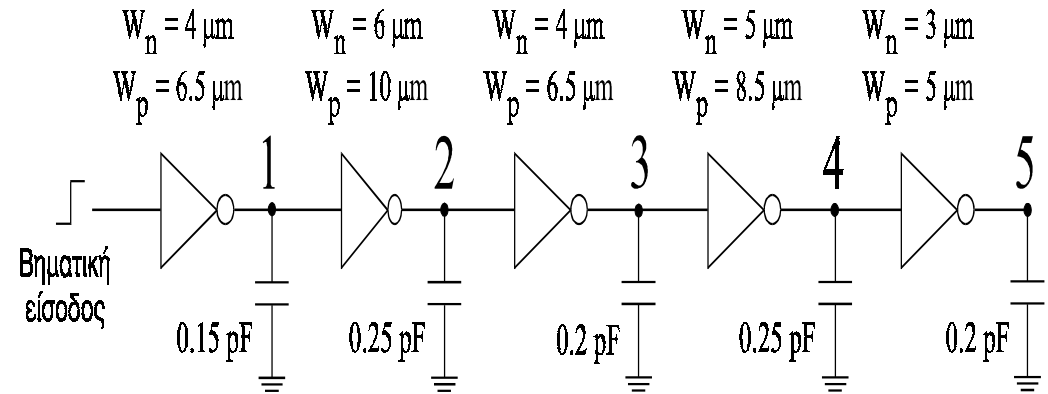 Wn = 4 μm Wn = 6 μm Wn = 4 μm Wn = 5 μm Wn = 3 μm
Wp = 6.5 μm Wp = 10 μm Wp = 6.5 μm Wp = 8.5 μm Wp = 5 μm
1 2 3 4 5
Βηματική
είσοδος
0.15 pF 0.25 pF 0.2 pF 0.25 pF 0.2 pF